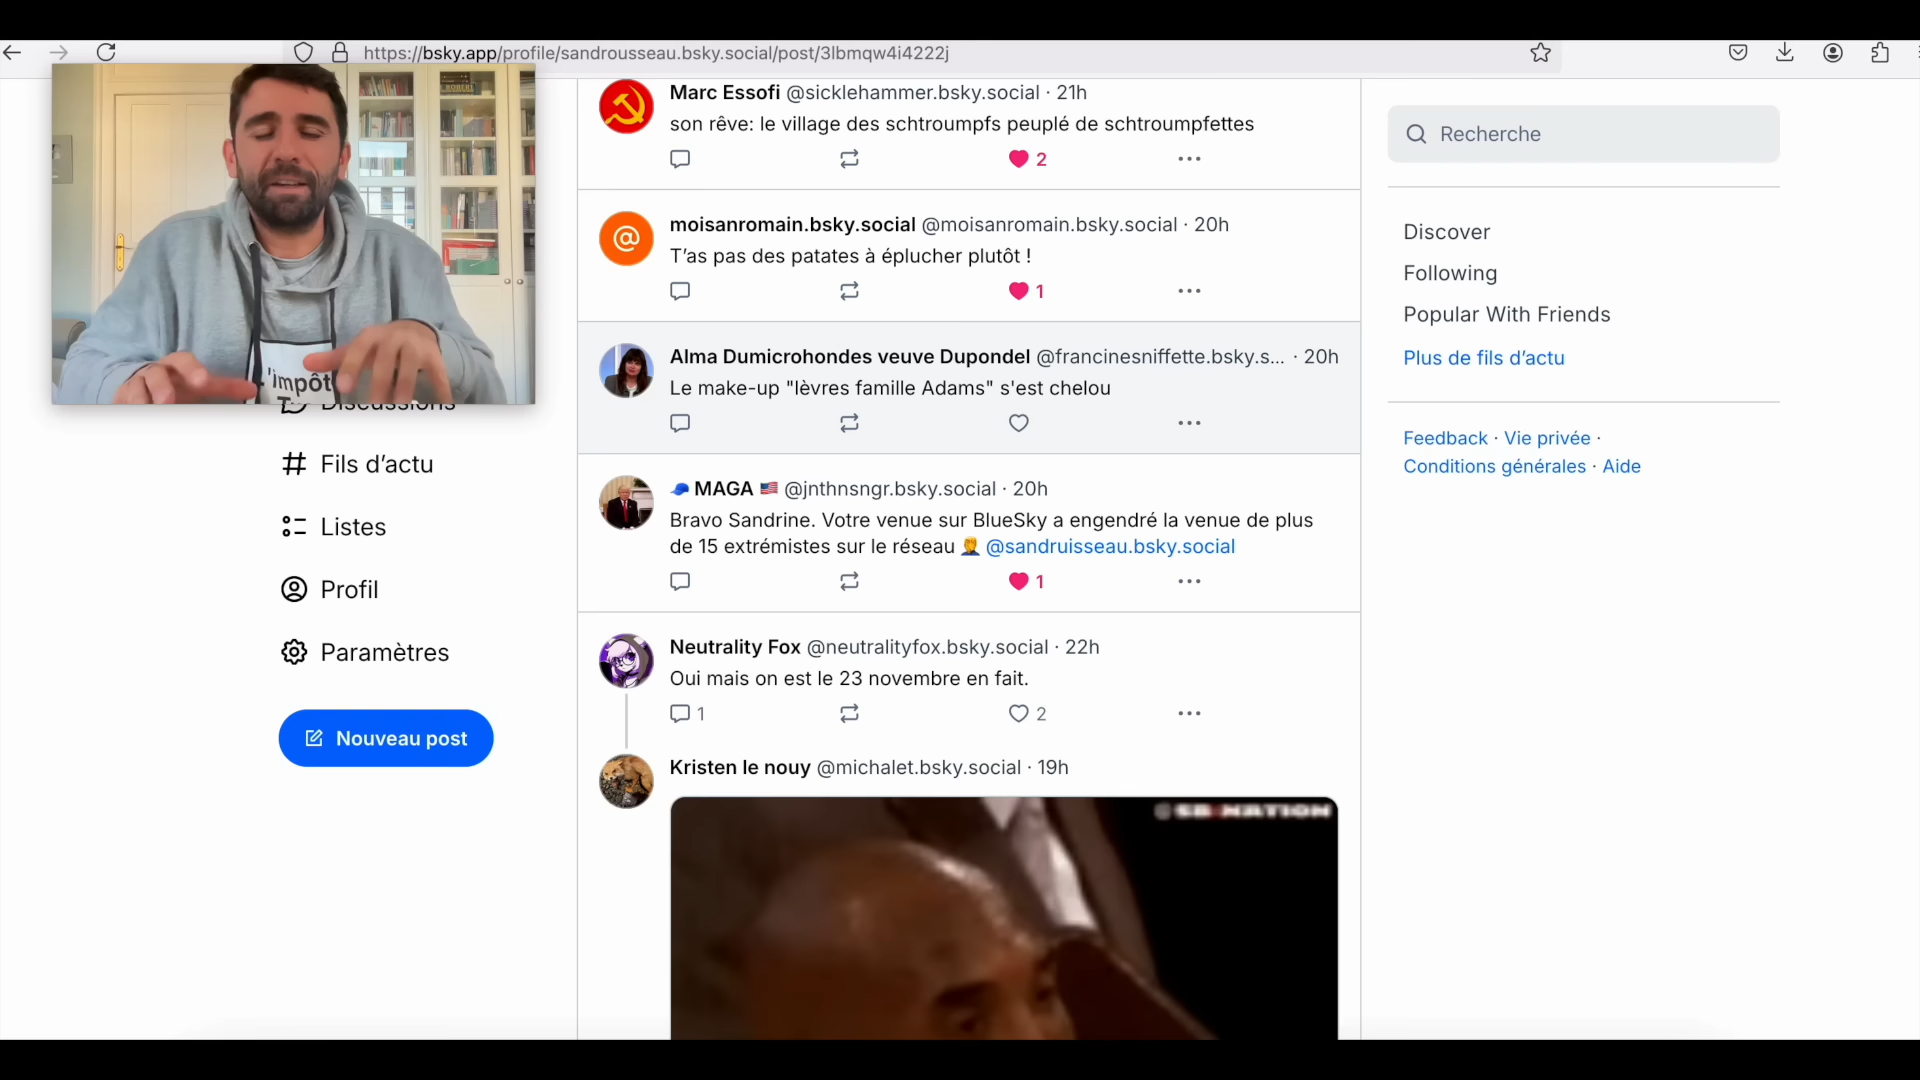 https://bsky.app/profile/sandrousseau.bsky.social/post/3lbmqw4i4222j
'impôt
Discussions
Fils d’actu
Listes
Profil
Paramètres
Nouveau post
Marc Essofi @sicklehammer.bsky.social · 21h
son rêve: le village des schtroumpfs peuplé de schtroumpfettes
2
moisanromain.bsky.social @moisanromain.bsky.social · 20h
T’as pas des patates à éplucher plutôt !
1
Alma Dumicrohondes veuve Dupondel @francinesniffette.bsky.s... · 20h
Le make-up "lèvres famille Adams" s'est chelou
MAGA @jnthnsngr.bsky.social · 20h
Bravo Sandrine. Votre venue sur BlueSky a engendré la venue de plus
de 15 extrémistes sur le réseau @sandruisseau.bsky.social
1
Neutrality Fox @neutralityfox.bsky.social · 22h
Oui mais on est le 23 novembre en fait.
1 2
Kristen le nouy @michalet.bsky.social · 19h
SB NATION
Recherche
Discover
Following
Popular With Friends
Plus de fils d’actu
Feedback · Vie privée ·
Conditions générales · Aide